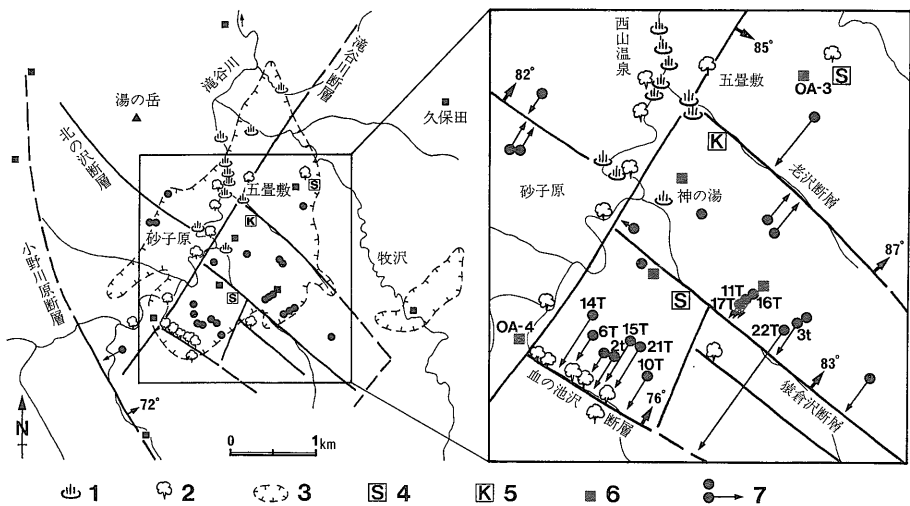 滝谷川
滝谷川断層
湯の岳
北の沢断層
久保田
五畳敷
S
K
砂子原
S
牧沢
小野川原断層
72°
N
0 1km
西山温泉
85°
五畳敷
OA-3
S
82°
K
老沢断層
砂子原
神の湯
87°
S
11T
17T
16T
14T
6T
15T
2t
21T
10T
22T
3t
OA-4
83°
76°
血の池沢断層
猿倉沢断層
1
2
3
S 4
K 5
6
7